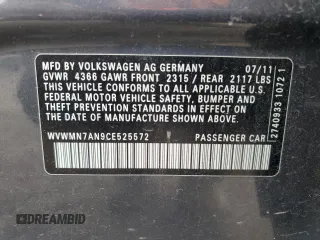 MFD. BY VOLKSWAGEN AG GERMANY 07/11
GVWR 4366 GAWR FRONT 2315 / REAR 2117 LBS
THIS VEHICLE CONFORMS TO ALL APPLICABLE U.S.
FEDERAL MOTOR VEHICLE SAFETY, BUMPER AND
THEFT PREVENTION STANDARDS IN EFFECT ON THE
DATE OF MANUFACTURE SHOWN ABOVE.
WVWMN7AN9CE525572 PASSENGER CAR
2740933 1072 1
DREAMBID